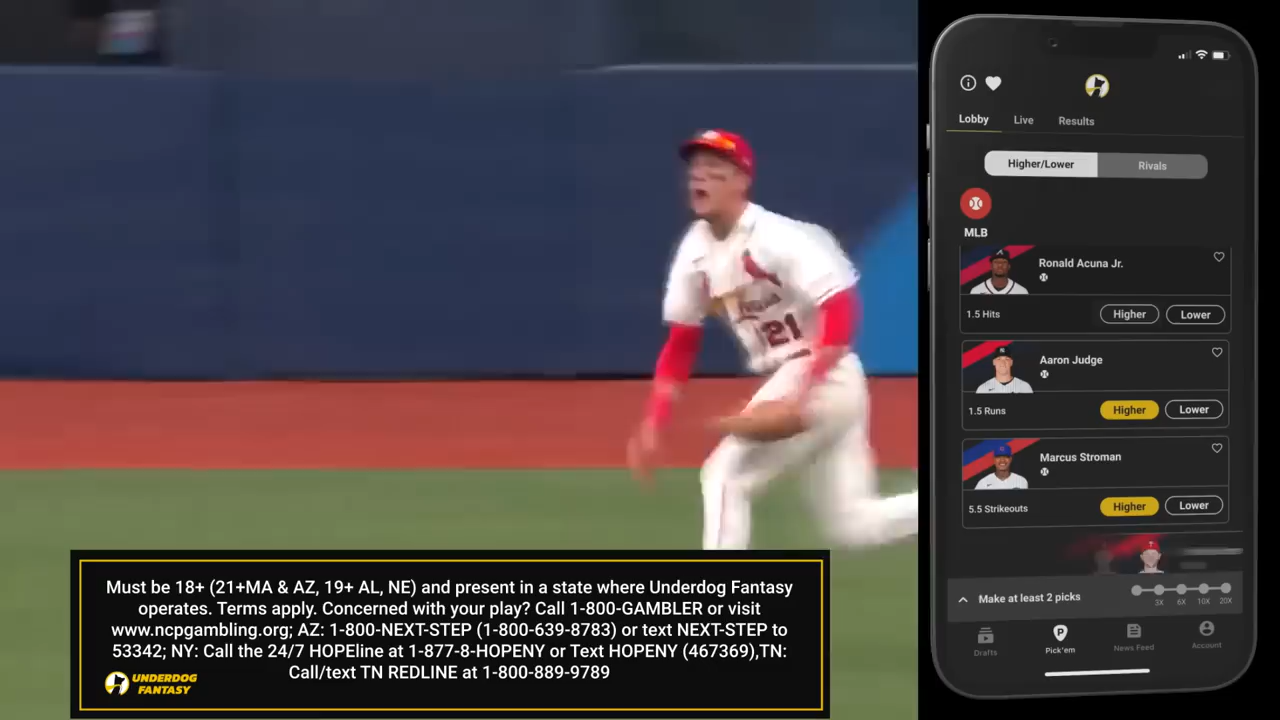 21
Must be 18+ (21+MA & AZ, 19+ AL, NE) and present in a state where Underdog Fantasy
operates. Terms apply. Concerned with your play? Call 1-800-GAMBLER or visit
www.ncpgambling.org; AZ: 1-800-NEXT-STEP (1-800-639-8783) or text NEXT-STEP to
53342; NY: Call the 24/7 HOPEline at 1-877-8-HOPENY or Text HOPENY (467369),TN:
Call/text TN REDLINE at 1-800-889-9789
UNDERDOG
FANTASY
Lobby Live Results
Higher/Lower Rivals
MLB
Ronald Acuna Jr.
1.5 Hits Higher Lower
Aaron Judge
1.5 Runs Higher Lower
Marcus Stroman
5.5 Strikeouts Higher Lower
Make at least 2 picks
3X 6X 10X 20X
Drafts Pick'em News Feed Account